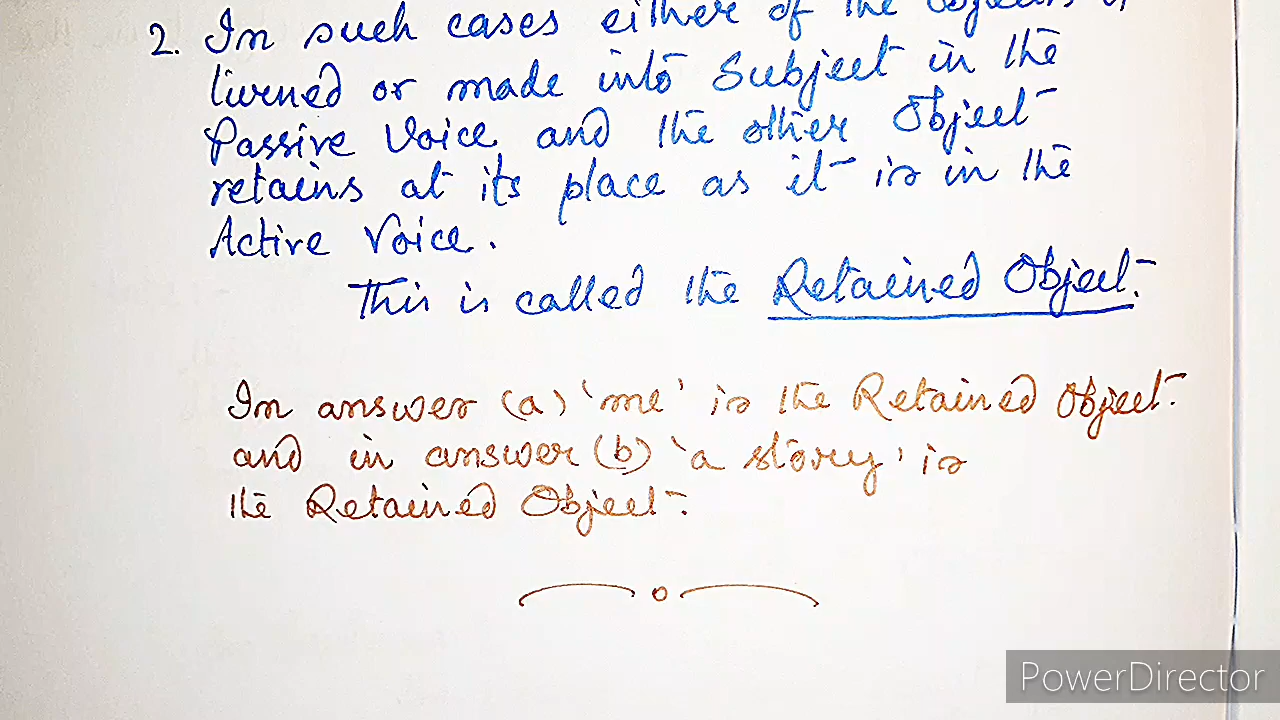 2. In such cases either of the Objects is
turned or made into Subject in the
Passive Voice and the other Object
retains at its place as it is in the
Active Voice.
This is called the Retained Object.
In answer (a) 'me' is the Retained Object.
and in answer (b) 'a story' is
the Retained Object.
PowerDirector